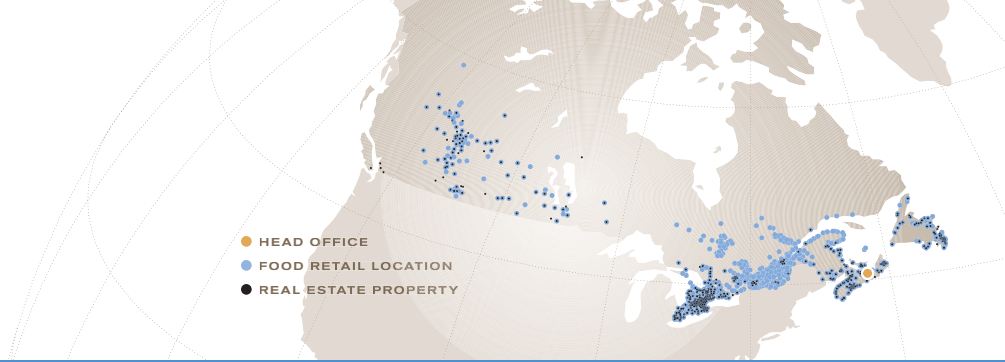 HEAD OFFICE
FOOD RETAIL LOCATION
REAL ESTATE PROPERTY